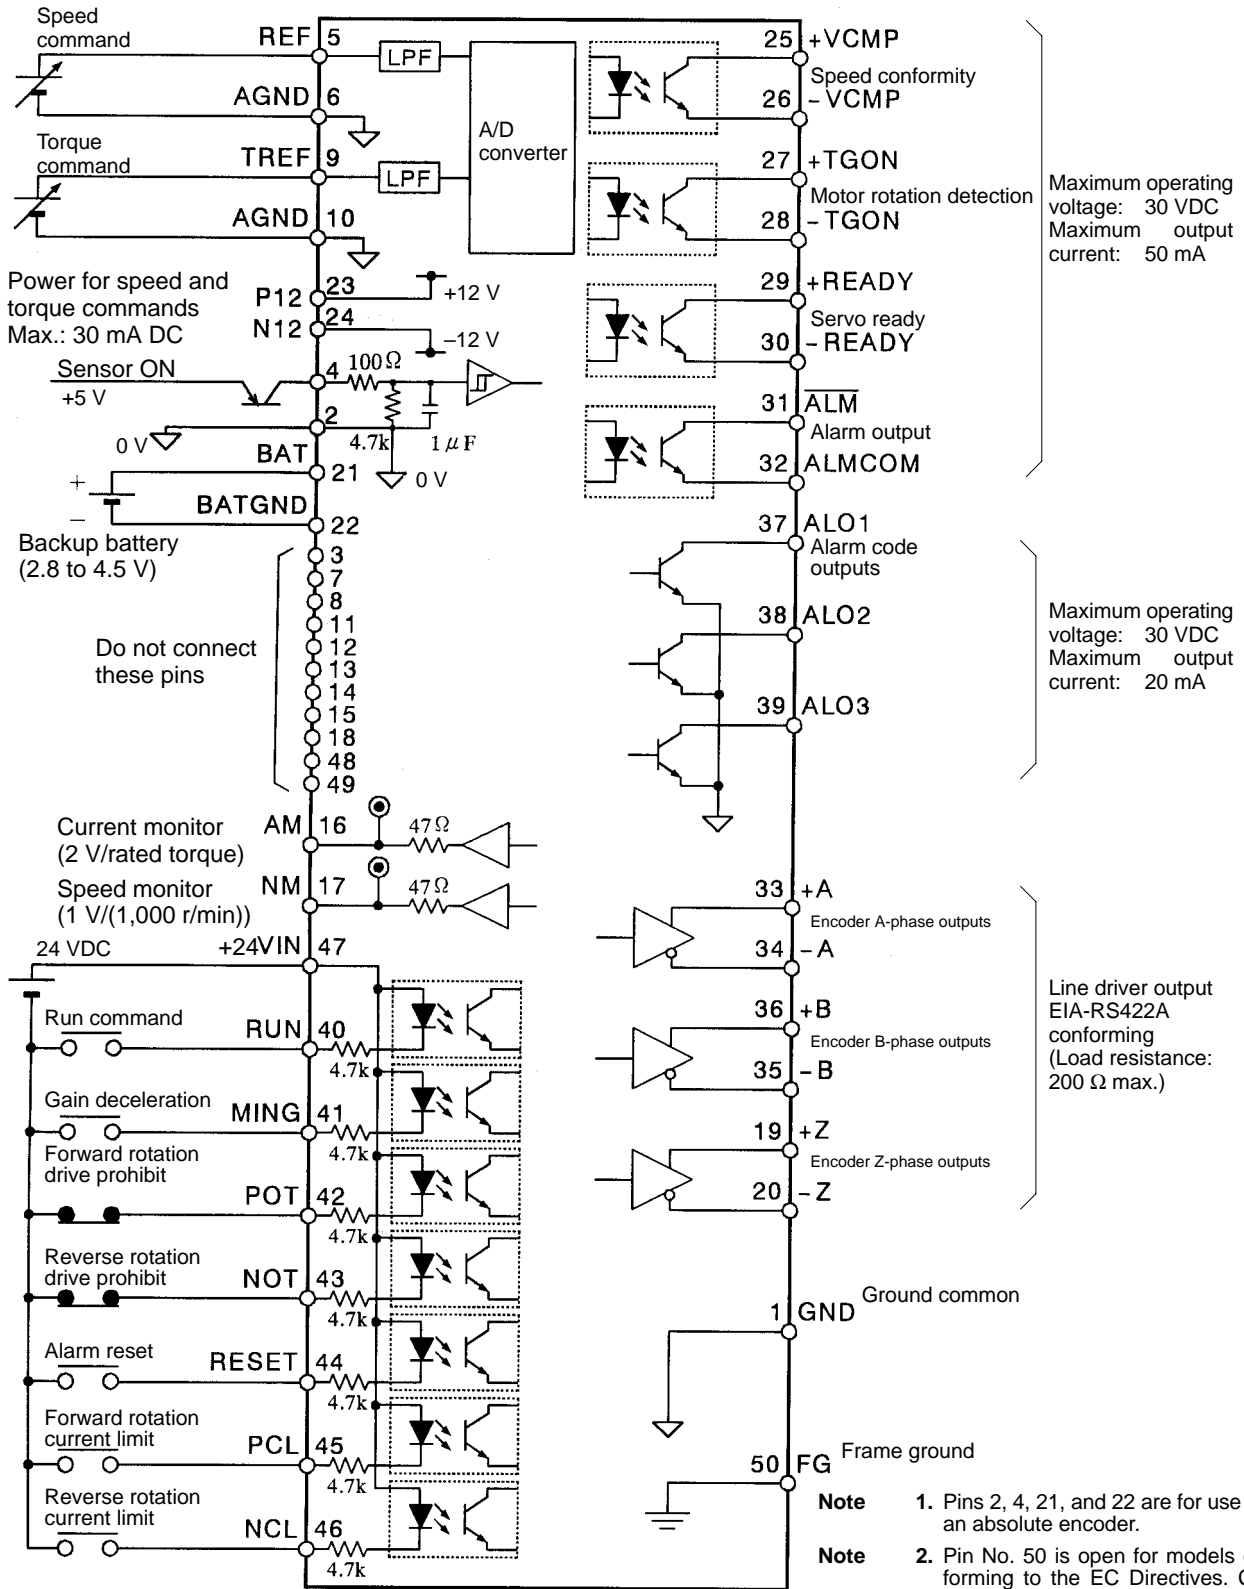 Speed
command
REF 5
LPF
AGND 6
Torque
command
TREF 9
LPF
AGND 10
A/D
converter
Power for speed and
torque commands
Max.: 30 mA DC
P12 23
+12 V
N12 24
−12 V
Sensor ON
+5 V
4
100Ω
2
0 V
4.7k
1 μF
0 V
BAT
21
+
−
BATGND
22
Backup battery
(2.8 to 4.5 V)
3
7
8
11
12
13
14
15
18
48
49
Do not connect
these pins
AM 16
47Ω
Current monitor
(2 V/rated torque)
NM 17
47Ω
Speed monitor
(1 V/(1,000 r/min))
24 VDC
+24VIN 47
Run command
RUN 40
4.7k
Gain deceleration
MING 41
4.7k
Forward rotation
drive prohibit
POT 42
4.7k
Reverse rotation
drive prohibit
NOT 43
4.7k
Alarm reset
RESET 44
4.7k
Forward rotation
current limit
PCL 45
4.7k
Reverse rotation
current limit
NCL 46
4.7k
25 +VCMP
Speed conformity
26 −VCMP
27 +TGON
Motor rotation detection
28 −TGON
29 +READY
Servo ready
30 −READY
31 ALM
Alarm output
32 ALMCOM
Maximum operating
voltage: 30 VDC
Maximum output
current: 50 mA
37 ALO1
Alarm code
outputs
38 ALO2
39 ALO3
Maximum operating
voltage: 30 VDC
Maximum output
current: 20 mA
33 +A
Encoder A-phase outputs
34 −A
36 +B
Encoder B-phase outputs
35 −B
19 +Z
Encoder Z-phase outputs
20 −Z
Line driver output
EIA-RS422A
conforming
(Load resistance:
200 Ω max.)
1 GND
Ground common
50 FG
Frame ground
Note 1. Pins 2, 4, 21, and 22 are for use
an absolute encoder.
Note 2. Pin No. 50 is open for models
forming to the EC Directives.